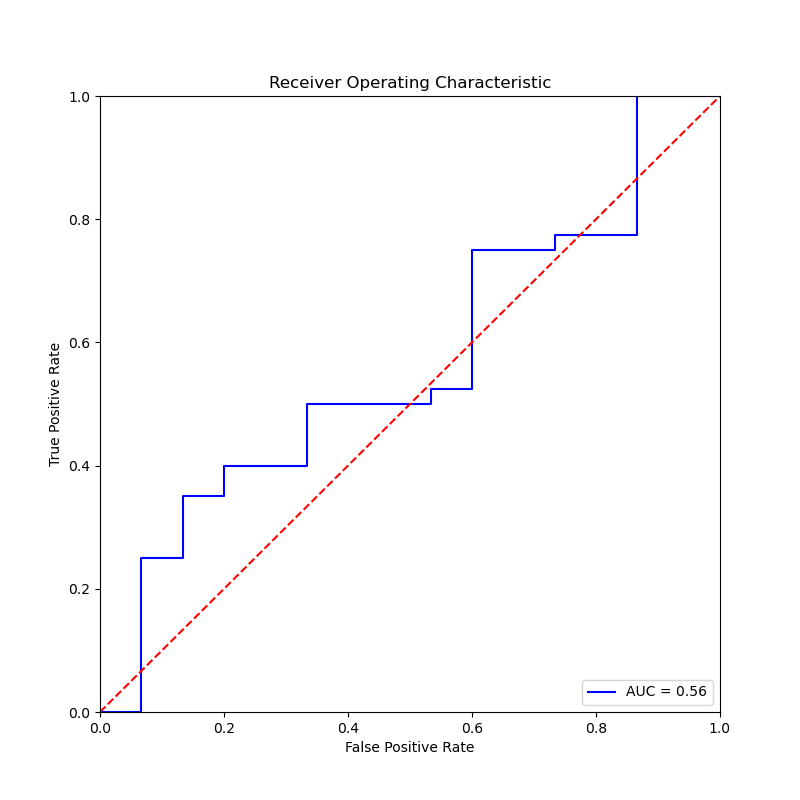 Receiver Operating Characteristic
1.0
0.8
0.6
0.4
0.2
0.0
True Positive Rate
AUC = 0.56
0.0 0.2 0.4 0.6 0.8 1.0
False Positive Rate